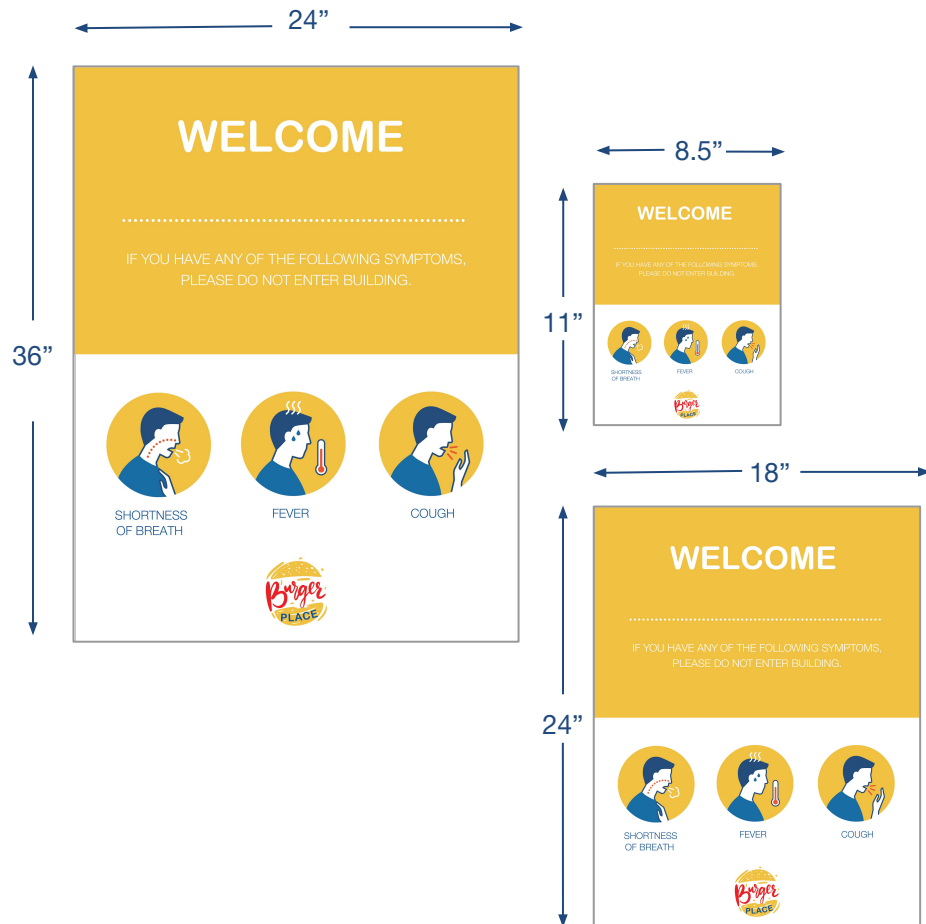 24”
36”
WELCOME
IF YOU HAVE ANY OF THE FOLLOWING SYMPTOMS,
PLEASE DO NOT ENTER BUILDING.
SHORTNESS
OF BREATH
FEVER
COUGH
Burger
PLACE
8.5”
11”
WELCOME
IF YOU HAVE ANY OF THE FOLLOWING SYMPTOMS,
PLEASE DO NOT ENTER BUILDING.
SHORTNESS
OF BREATH
FEVER
COUGH
Burger
PLACE
18”
24”
WELCOME
IF YOU HAVE ANY OF THE FOLLOWING SYMPTOMS,
PLEASE DO NOT ENTER BUILDING.
SHORTNESS
OF BREATH
FEVER
COUGH
Burger
PLACE